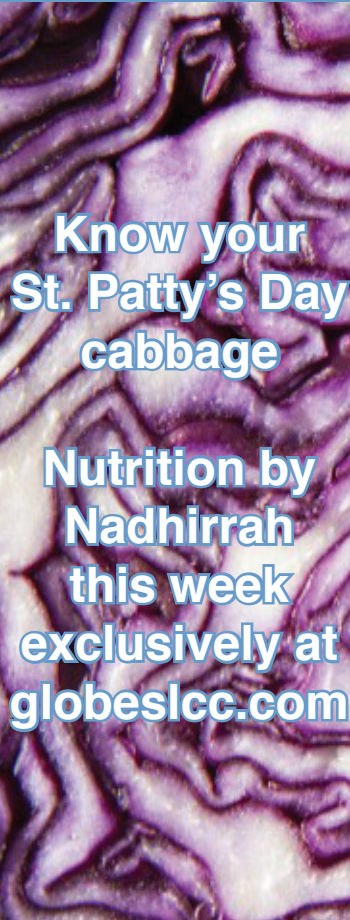 Know your
St. Patty’s Day
cabbage
Nutrition by
Nadhirrah
this week
exclusively at
globeslcc.com